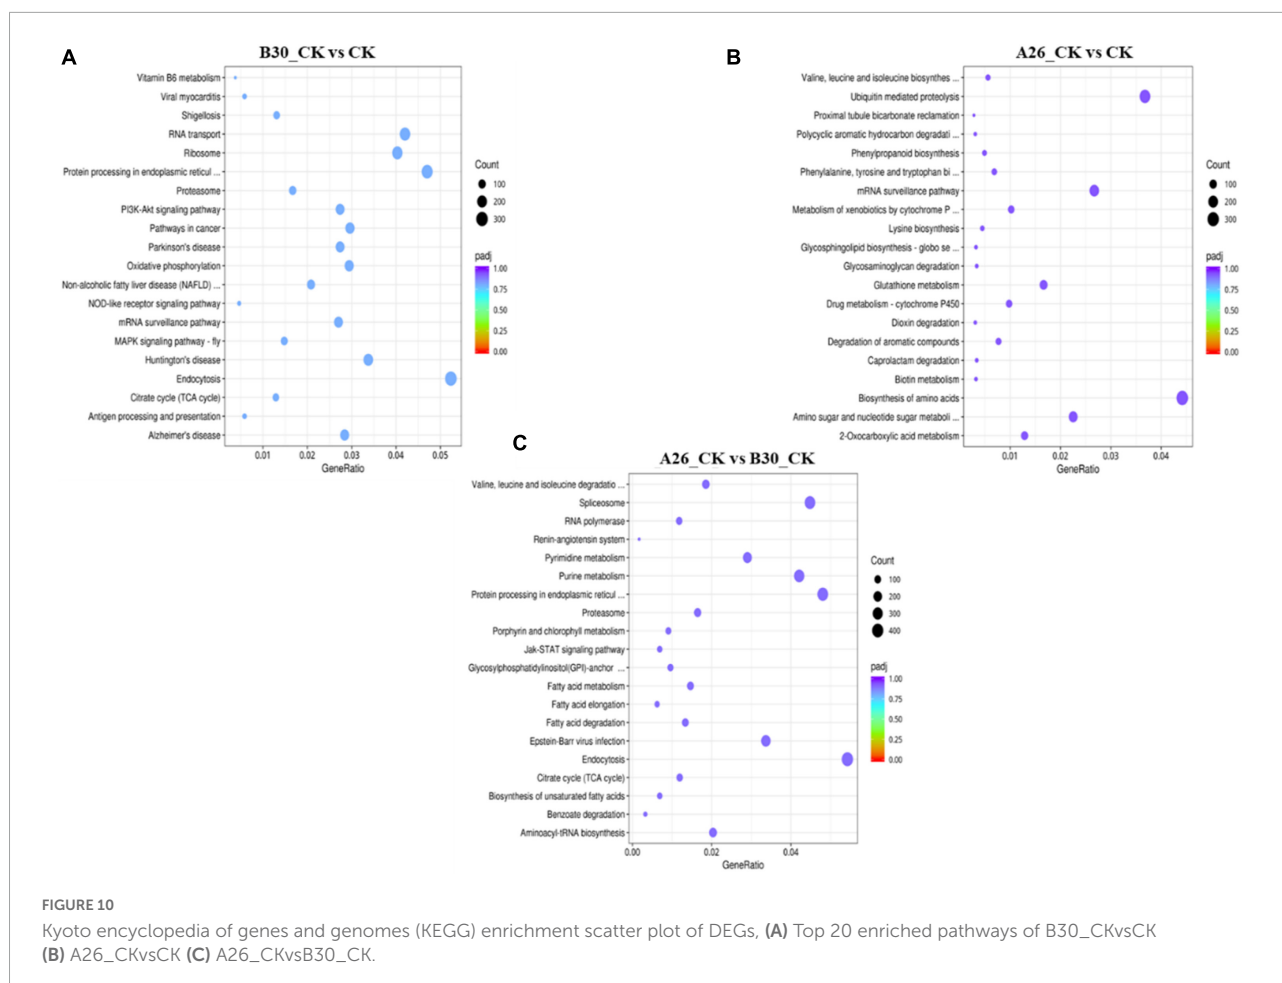 A
B30_CK vs CK
Vitamin B6 metabolism
Viral myocarditis
Shigellosis
RNA transport
Ribosome
Protein processing in endoplasmic reticul ...
Proteasome
PI3K-Akt signaling pathway
Pathways in cancer
Parkinson's disease
Oxidative phosphorylation
Non-alcoholic fatty liver disease (NAFLD) ...
NOD-like receptor signaling pathway
mRNA surveillance pathway
MAPK signaling pathway - fly
Huntington's disease
Endocytosis
Citrate cycle (TCA cycle)
Antigen processing and presentation
Alzheimer's disease
0.01 0.02 0.03 0.04 0.05
GeneRatio
Count
100
200
300
padj
1.00
0.75
0.50
0.25
0.00
B
A26_CK vs CK
Valine, leucine and isoleucine biosynthes ...
Ubiquitin mediated proteolysis
Proximal tubule bicarbonate reclamation
Polycyclic aromatic hydrocarbon degradati ...
Phenylpropanoid biosynthesis
Phenylalanine, tyrosine and tryptophan bi ...
mRNA surveillance pathway
Metabolism of xenobiotics by cytochrome P ...
Lysine biosynthesis
Glycosphingolipid biosynthesis - globo se ...
Glycosaminoglycan degradation
Glutathione metabolism
Drug metabolism - cytochrome P450
Dioxin degradation
Degradation of aromatic compounds
Caprolactam degradation
Biotin metabolism
Biosynthesis of amino acids
Amino sugar and nucleotide sugar metaboli ...
2-Oxocarboxylic acid metabolism
0.01 0.02 0.03 0.04
GeneRatio
Count
100
200
300
padj
1.00
0.75
0.50
0.25
0.00
C
A26_CK vs B30_CK
Valine, leucine and isoleucine degradatio ...
Spliceosome
RNA polymerase
Renin-angiotensin system
Pyrimidine metabolism
Purine metabolism
Protein processing in endoplasmic reticul ...
Proteasome
Porphyrin and chlorophyll metabolism
Jak-STAT signaling pathway
Glycosylphosphatidylinositol(GPI)-anchor ...
Fatty acid metabolism
Fatty acid elongation
Fatty acid degradation
Epstein-Barr virus infection
Endocytosis
Citrate cycle (TCA cycle)
Biosynthesis of unsaturated fatty acids
Benzoate degradation
Aminoacyl-tRNA biosynthesis
0.00 0.02 0.04
GeneRatio
Count
100
200
300
400
padj
1.00
0.75
0.50
0.25
0.00
FIGURE 10
Kyoto encyclopedia of genes and genomes (KEGG) enrichment scatter plot of DEGs, (A) Top 20 enriched pathways of B30_CKvsCK
(B) A26_CKvsCK (C) A26_CKvsB30_CK.